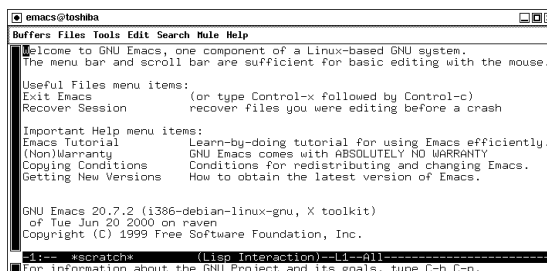 emacs@toshiba
Buffers Files Tools Edit Search Mule Help
Welcome to GNU Emacs, one component of a Linux-based GNU system.
The menu bar and scroll bar are sufficient for basic editing with the mouse.
Useful Files menu items:
Exit Emacs (or type Control-x followed by Control-c)
Recover Session recover files you were editing before a crash
Important Help menu items:
Emacs Tutorial Learn-by-doing tutorial for using Emacs efficiently.
(Non)Warranty GNU Emacs comes with ABSOLUTELY NO WARRANTY
Copying Conditions Conditions for redistributing and changing Emacs.
Getting New Versions How to obtain the latest version of Emacs.
GNU Emacs 20.7.2 (i386-debian-linux-gnu, X toolkit)
of Tue Jun 20 2000 on raven
Copyright (C) 1999 Free Software Foundation, Inc.
-1:-- *scratch* (Lisp Interaction)--L1--All----------------------
For information about the GNU Project and its goals, type C-h C-p.